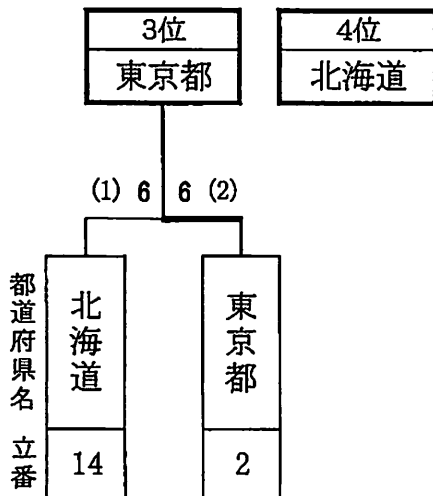 3位
東京都
4位
北海道
(1) 6 6 (2)
都道府県名
北海道
東京都
立番
14
2